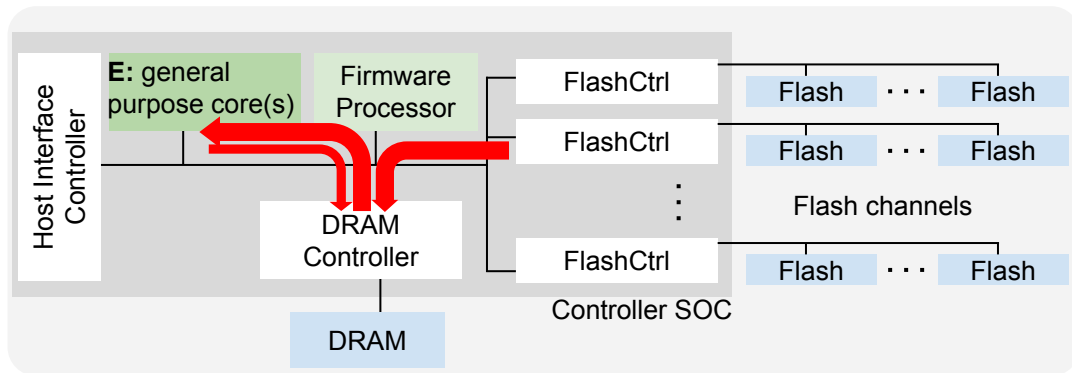 Host Interface
Controller
E: general
purpose core(s)
Firmware
Processor
DRAM
Controller
DRAM
FlashCtrl
FlashCtrl
⋮
FlashCtrl
Controller SOC
Flash · · · Flash
Flash · · · Flash
Flash channels
Flash · · · Flash